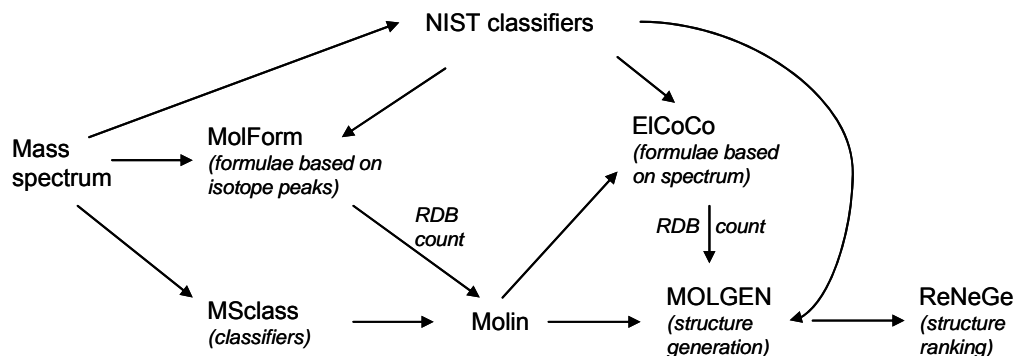 NIST classifiers
Mass
spectrum
MolForm
(formulae based on
isotope peaks)
ElCoCo
(formulae based
on spectrum)
RDB
count
RDB count
MSclass
(classifiers)
Molin
MOLGEN
(structure
generation)
ReNeGe
(structure
ranking)